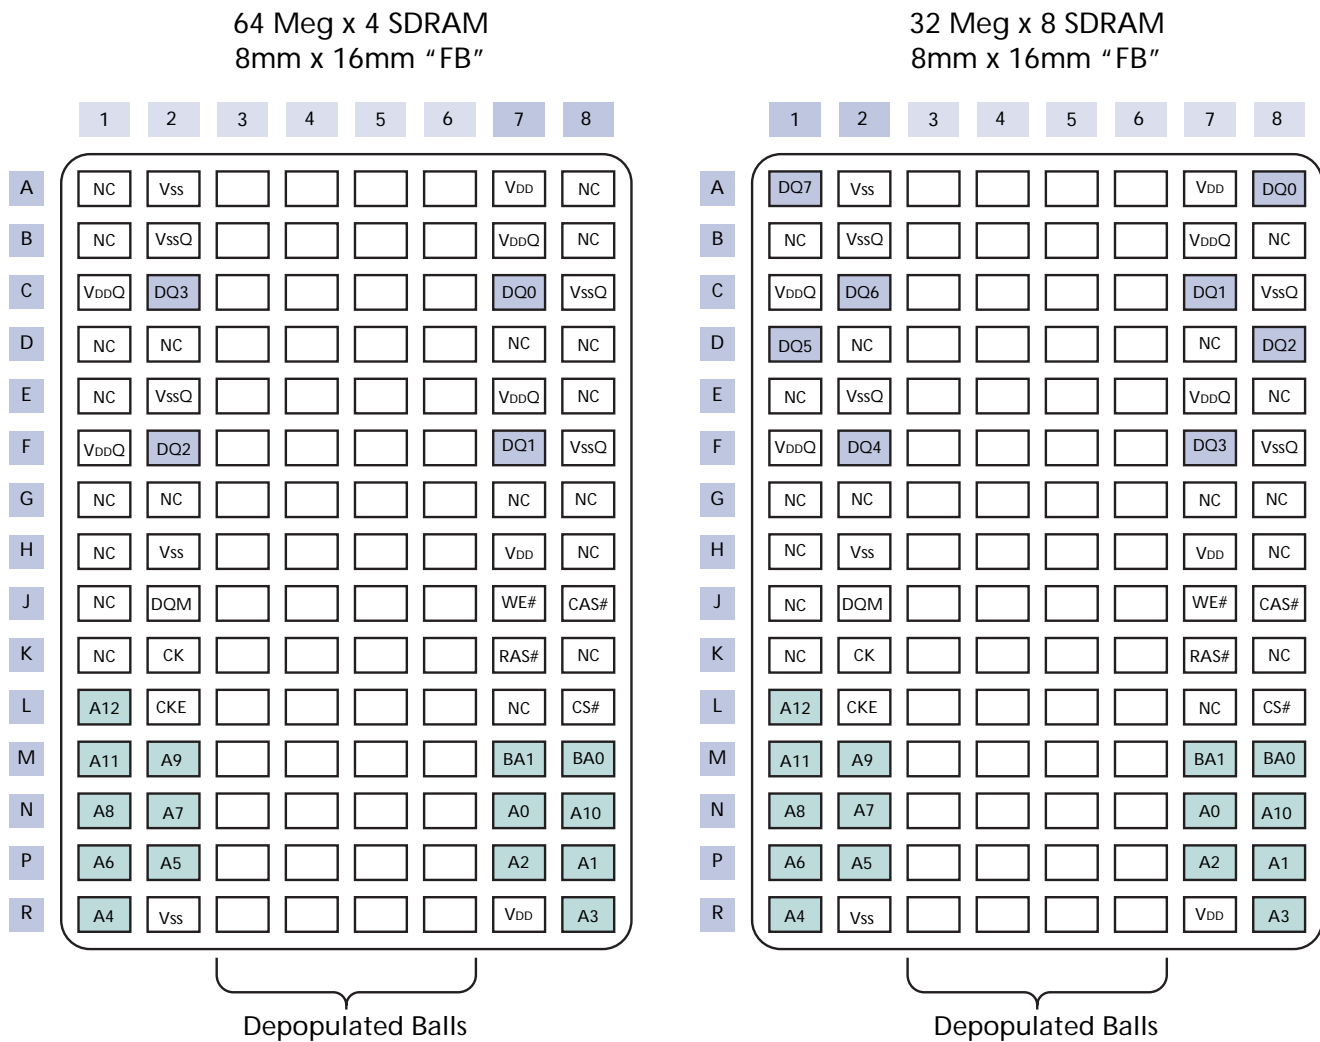 64 Meg x 4 SDRAM
8mm x 16mm “FB”
1 2 3 4 5 6 7 8
A NC Vss VDD NC
B NC VssQ VDDQ NC
C VDDQ DQ3 DQ0 VssQ
D NC NC NC NC
E NC VssQ VDDQ NC
F VDDQ DQ2 DQ1 VssQ
G NC NC NC NC
H NC Vss VDD NC
J NC DQM WE# CAS#
K NC CK RAS# NC
L A12 CKE NC CS#
M A11 A9 BA1 BA0
N A8 A7 A0 A10
P A6 A5 A2 A1
R A4 Vss VDD A3
Depopulated Balls
32 Meg x 8 SDRAM
8mm x 16mm “FB”
1 2 3 4 5 6 7 8
A DQ7 Vss VDD DQ0
B NC VssQ VDDQ NC
C VDDQ DQ6 DQ1 VssQ
D DQ5 NC NC DQ2
E NC VssQ VDDQ NC
F VDDQ DQ4 DQ3 VssQ
G NC NC NC NC
H NC Vss VDD NC
J NC DQM WE# CAS#
K NC CK RAS# NC
L A12 CKE NC CS#
M A11 A9 BA1 BA0
N A8 A7 A0 A10
P A6 A5 A2 A1
R A4 Vss VDD A3
Depopulated Balls